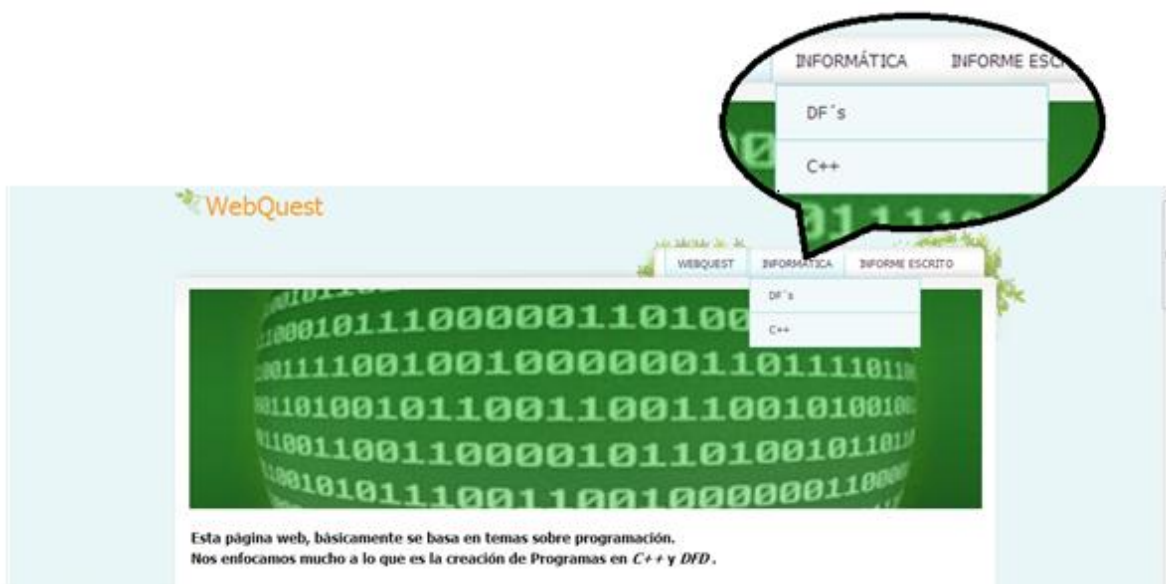 INFORMÁTICA INFORME ESC
DF´s
C++
WebQuest
WEBQUEST INFORMÁTICA INFORME ESCRITO
DF´s
C++
Esta página web, básicamente se basa en temas sobre programación.
Nos enfocamos mucho a lo que es la creación de Programas en C++ y DFD .